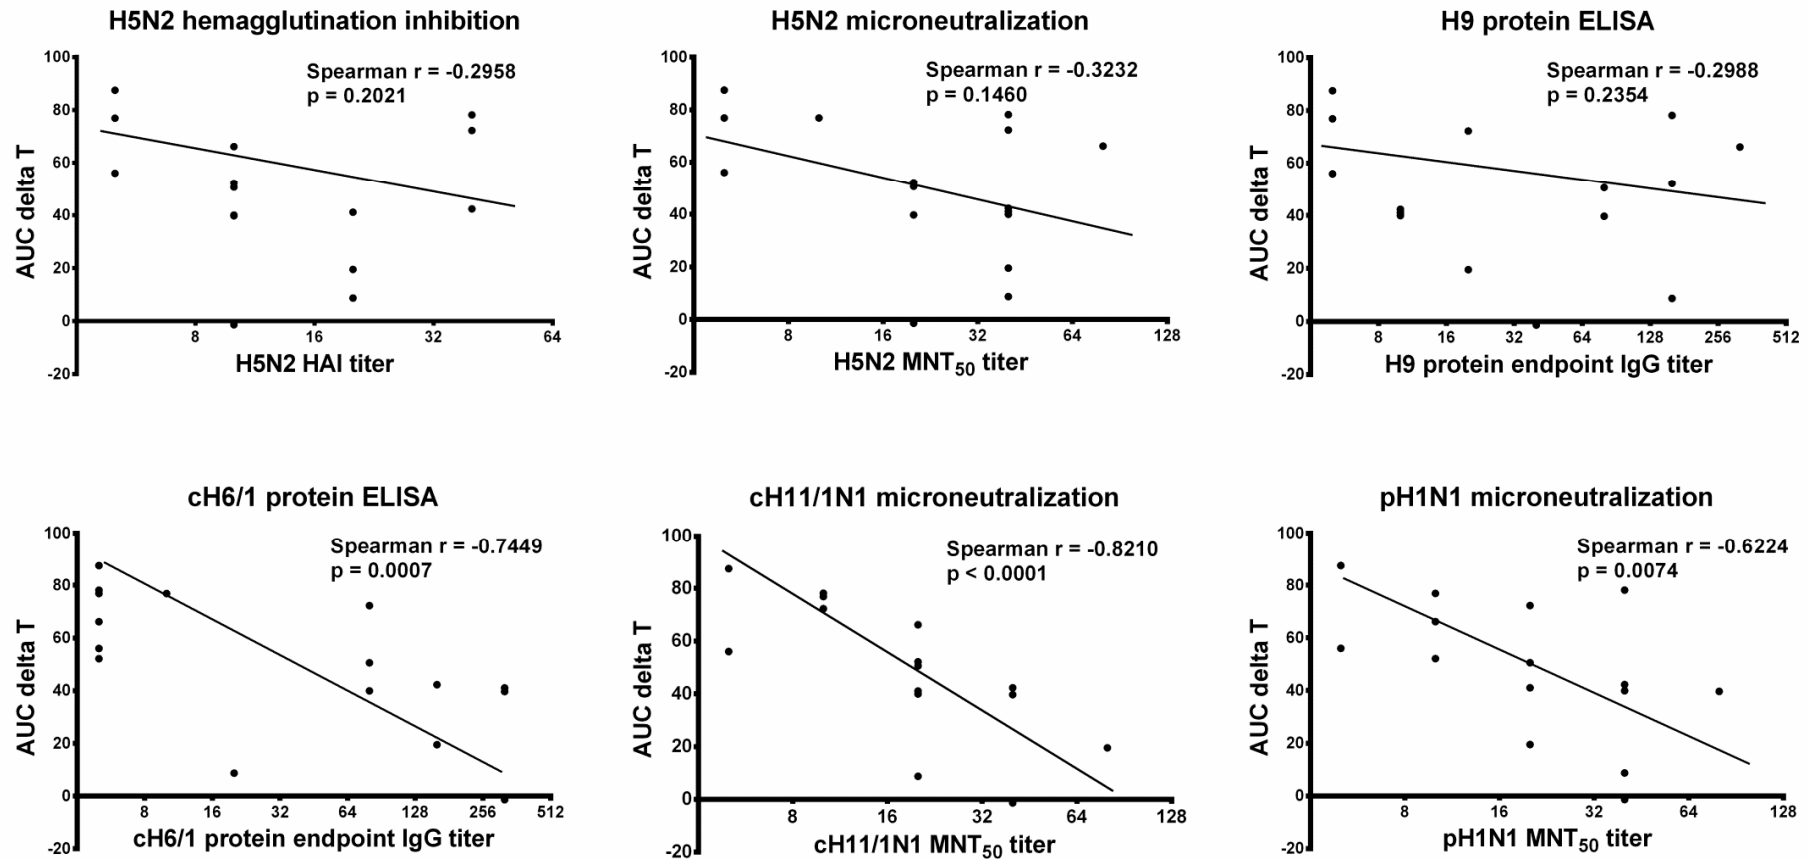 H5N2 hemagglutination inhibition
Spearman r = -0.2958
p = 0.2021
AUC delta T
100
80
60
40
20
0
-20
8 16 32 64
H5N2 HAI titer
H5N2 microneutralization
Spearman r = -0.3232
p = 0.1460
AUC delta T
100
80
60
40
20
0
-20
8 16 32 64 128
H5N2 MNT50 titer
H9 protein ELISA
Spearman r = -0.2988
p = 0.2354
AUC delta T
100
80
60
40
20
0
-20
8 16 32 64 128 256 512
H9 protein endpoint IgG titer
cH6/1 protein ELISA
Spearman r = -0.7449
p = 0.0007
AUC delta T
100
80
60
40
20
0
-20
8 16 32 64 128 256 512
cH6/1 protein endpoint IgG titer
cH11/1N1 microneutralization
Spearman r = -0.8210
p < 0.0001
AUC delta T
100
80
60
40
20
0
-20
8 16 32 64 128
cH11/1N1 MNT50 titer
pH1N1 microneutralization
Spearman r = -0.6224
p = 0.0074
AUC delta T
100
80
60
40
20
0
-20
8 16 32 64 128
pH1N1 MNT50 titer